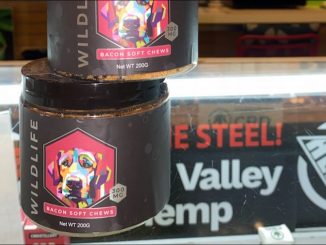 WILDLIFE
BACON SOFT CHEWS
Net WT 200G
WILDLIFE
300
MG
BACON SOFT CHEWS
Net WT 200G
E STEEL!
CBD
Valley
emp